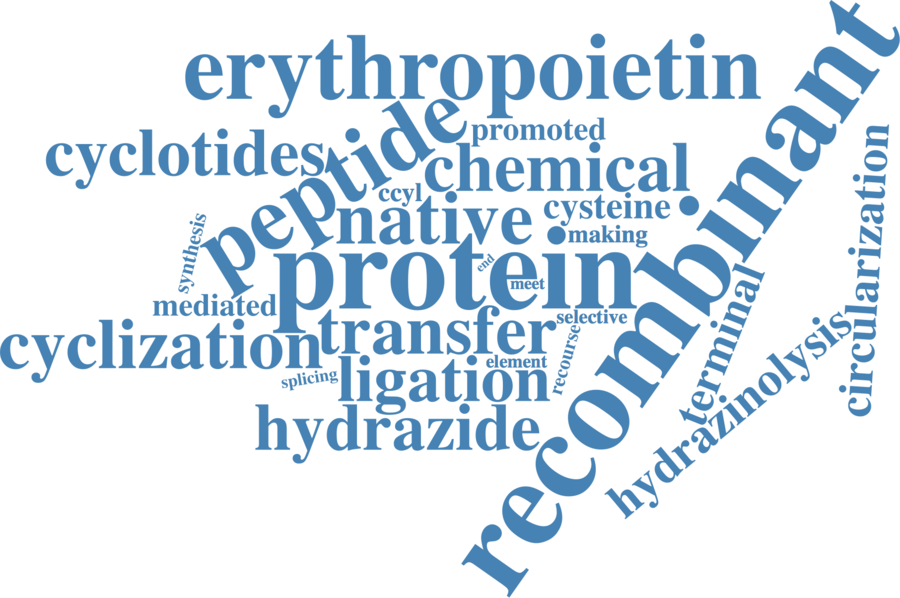 erythropoietin
recombinant
peptide
promoted
cyclotides
chemical
circularization
ccyl
native
cysteine
synthesis
making
protein
end
meet
mediated
selective
terminal
cyclization
transfer
recourse
element
splicing
ligation
hydrazinolysis
hydrazide